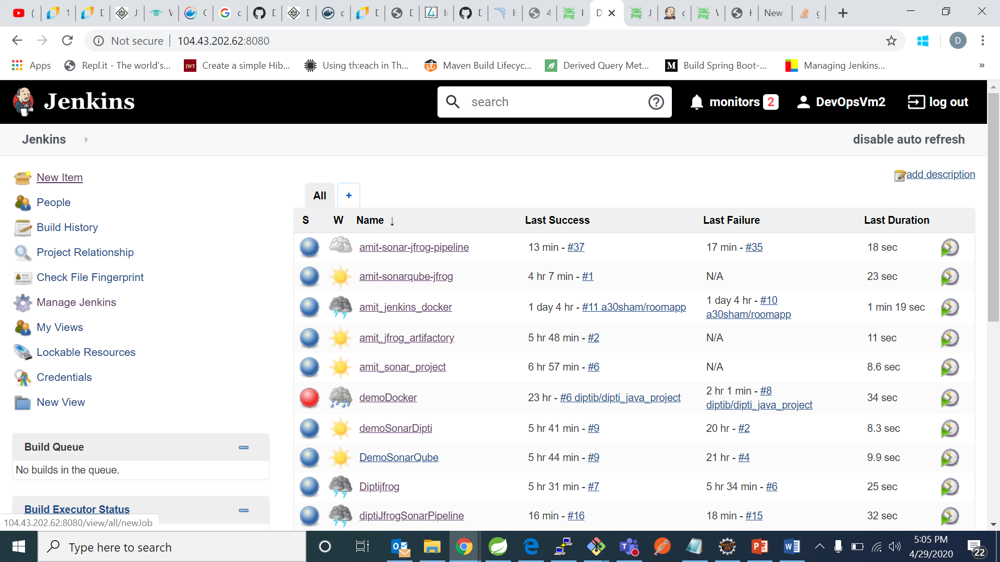 Not secure | 104.43.202.62:8080
Apps Repl.it - The world's... JWT Create a simple Hib... Using th:each in Th... Maven Build Lifecyc... Derived Query Met... M Build Spring Boot-... Managing Jenkins... »
Jenkins search monitors 2 DevOpsVm2 log out
Jenkins disable auto refresh
New Item
People
Build History
Project Relationship
Check File Fingerprint
Manage Jenkins
My Views
Lockable Resources
Credentials
New View
Build Queue
No builds in the queue.
Build Executor Status
104.43.202.62:8080/view/all/newJob
add description
All +
S W Name ↓ Last Success Last Failure Last Duration
amit-sonar-jfrog-pipeline 13 min - #37 17 min - #35 18 sec
amit-sonarqube-jfrog 4 hr 7 min - #1 N/A 23 sec
amit_jenkins_docker 1 day 4 hr - #11 a30sham/roomapp 1 day 4 hr - #10 a30sham/roomapp 1 min 19 sec
amit_jfrog_artifactory 5 hr 48 min - #2 N/A 11 sec
amit_sonar_project 6 hr 57 min - #6 N/A 8.6 sec
demoDocker 23 hr - #6 diptib/dipti_java_project 2 hr 1 min - #8 diptib/dipti_java_project 34 sec
demoSonarDipti 5 hr 41 min - #9 20 hr - #2 8.3 sec
DemoSonarQube 5 hr 44 min - #9 21 hr - #4 9.9 sec
Diptijfrog 5 hr 31 min - #7 5 hr 34 min - #6 25 sec
diptiJfrogSonarPipeline 16 min - #16 18 min - #15 32 sec
Type here to search
5:05 PM
4/29/2020
22